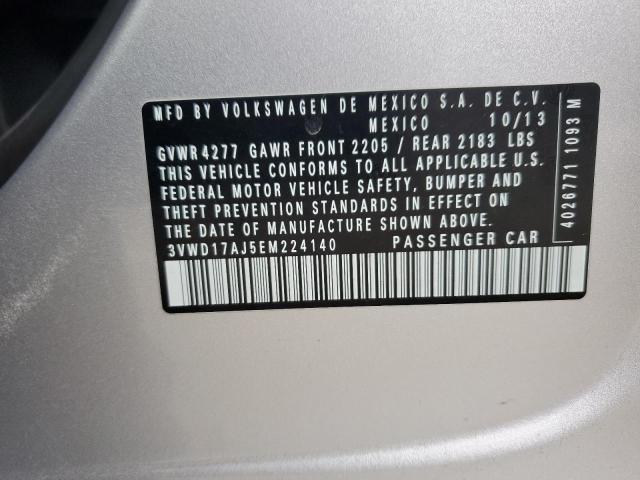 MFD BY VOLKSWAGEN DE MEXICO S.A. DE C.V.
MEXICO 10/13
GVWR 4277 GAWR FRONT 2205 / REAR 2183 LBS
THIS VEHICLE CONFORMS TO ALL APPLICABLE U.S.
FEDERAL MOTOR VEHICLE SAFETY, BUMPER AND
THEFT PREVENTION STANDARDS IN EFFECT ON
THE DATE OF MANUFACTURE SHOWN ABOVE.
3VWD17AJ5EM224140 PASSENGER CAR
4026771 1093 M